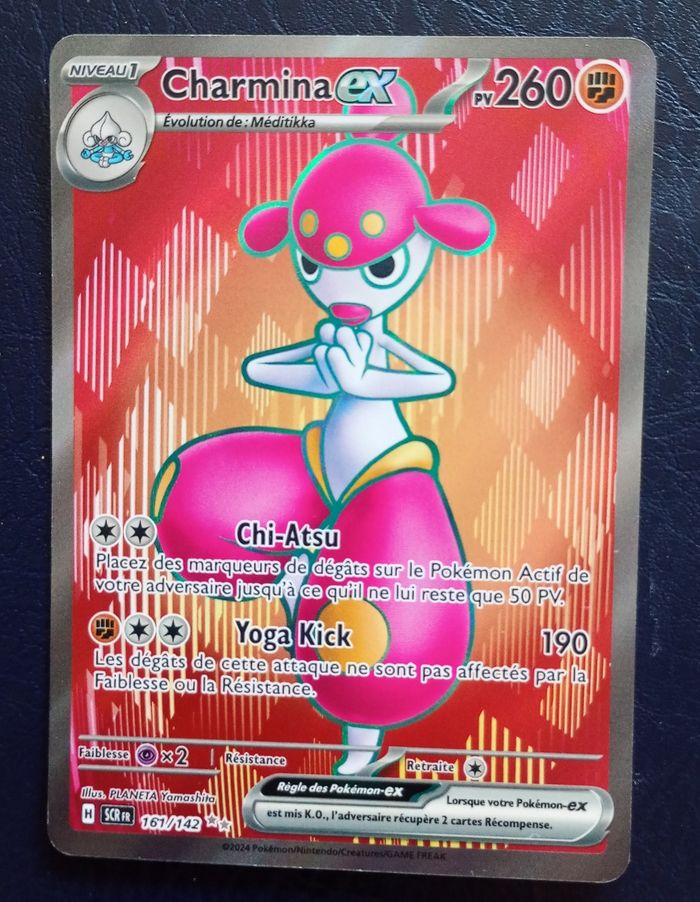 NIVEAU 1
Charmina ex
PV 260
Évolution de : Méditikka
Chi-Atsu
Placez des marqueurs de dégâts sur le Pokémon Actif de
votre adversaire jusqu'à ce qu'il ne lui reste que 50 PV.
Yoga Kick 190
Les dégâts de cette attaque ne sont pas affectés par la
Faiblesse ou la Résistance.
Faiblesse ×2 Résistance Retraite
Illus. PLANETA Yamashita
Règle des Pokémon-ex
Lorsque votre Pokémon-ex
est mis K.O., l'adversaire récupère 2 cartes Récompense.
H SCR FR 161/142
©2024 Pokémon/Nintendo/Creatures/GAME FREAK